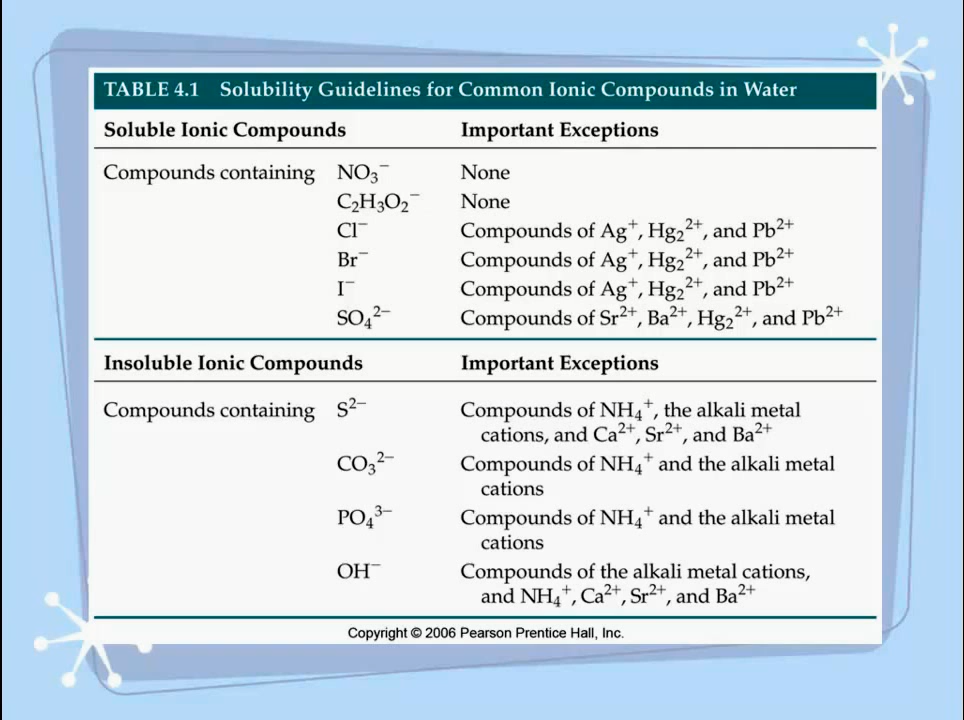 TABLE 4.1 Solubility Guidelines for Common Ionic Compounds in Water
Soluble Ionic Compounds Important Exceptions
Compounds containing NO₃⁻ None
C₂H₃O₂⁻ None
Cl⁻ Compounds of Ag⁺, Hg₂²⁺, and Pb²⁺
Br⁻ Compounds of Ag⁺, Hg₂²⁺, and Pb²⁺
I⁻ Compounds of Ag⁺, Hg₂²⁺, and Pb²⁺
SO₄²⁻ Compounds of Sr²⁺, Ba²⁺, Hg₂²⁺, and Pb²⁺
Insoluble Ionic Compounds Important Exceptions
Compounds containing S²⁻ Compounds of NH₄⁺, the alkali metal
cations, and Ca²⁺, Sr²⁺, and Ba²⁺
CO₃²⁻ Compounds of NH₄⁺ and the alkali metal
cations
PO₄³⁻ Compounds of NH₄⁺ and the alkali metal
cations
OH⁻ Compounds of the alkali metal cations,
and NH₄⁺, Ca²⁺, Sr²⁺, and Ba²⁺
Copyright © 2006 Pearson Prentice Hall, Inc.